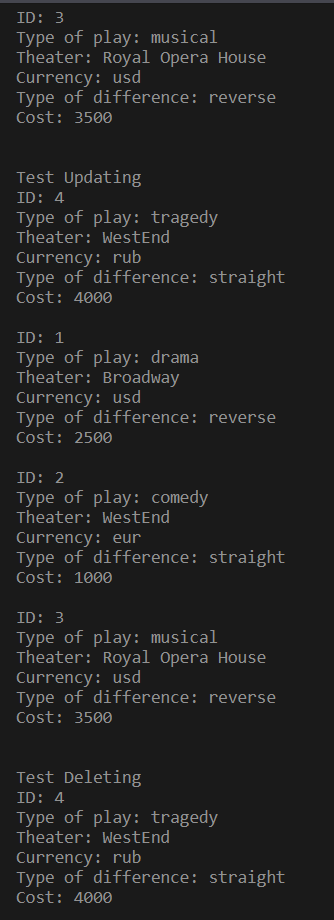 ID: 3
Type of play: musical
Theater: Royal Opera House
Currency: usd
Type of difference: reverse
Cost: 3500
Test Updating
ID: 4
Type of play: tragedy
Theater: WestEnd
Currency: rub
Type of difference: straight
Cost: 4000
ID: 1
Type of play: drama
Theater: Broadway
Currency: usd
Type of difference: reverse
Cost: 2500
ID: 2
Type of play: comedy
Theater: WestEnd
Currency: eur
Type of difference: straight
Cost: 1000
ID: 3
Type of play: musical
Theater: Royal Opera House
Currency: usd
Type of difference: reverse
Cost: 3500
Test Deleting
ID: 4
Type of play: tragedy
Theater: WestEnd
Currency: rub
Type of difference: straight
Cost: 4000